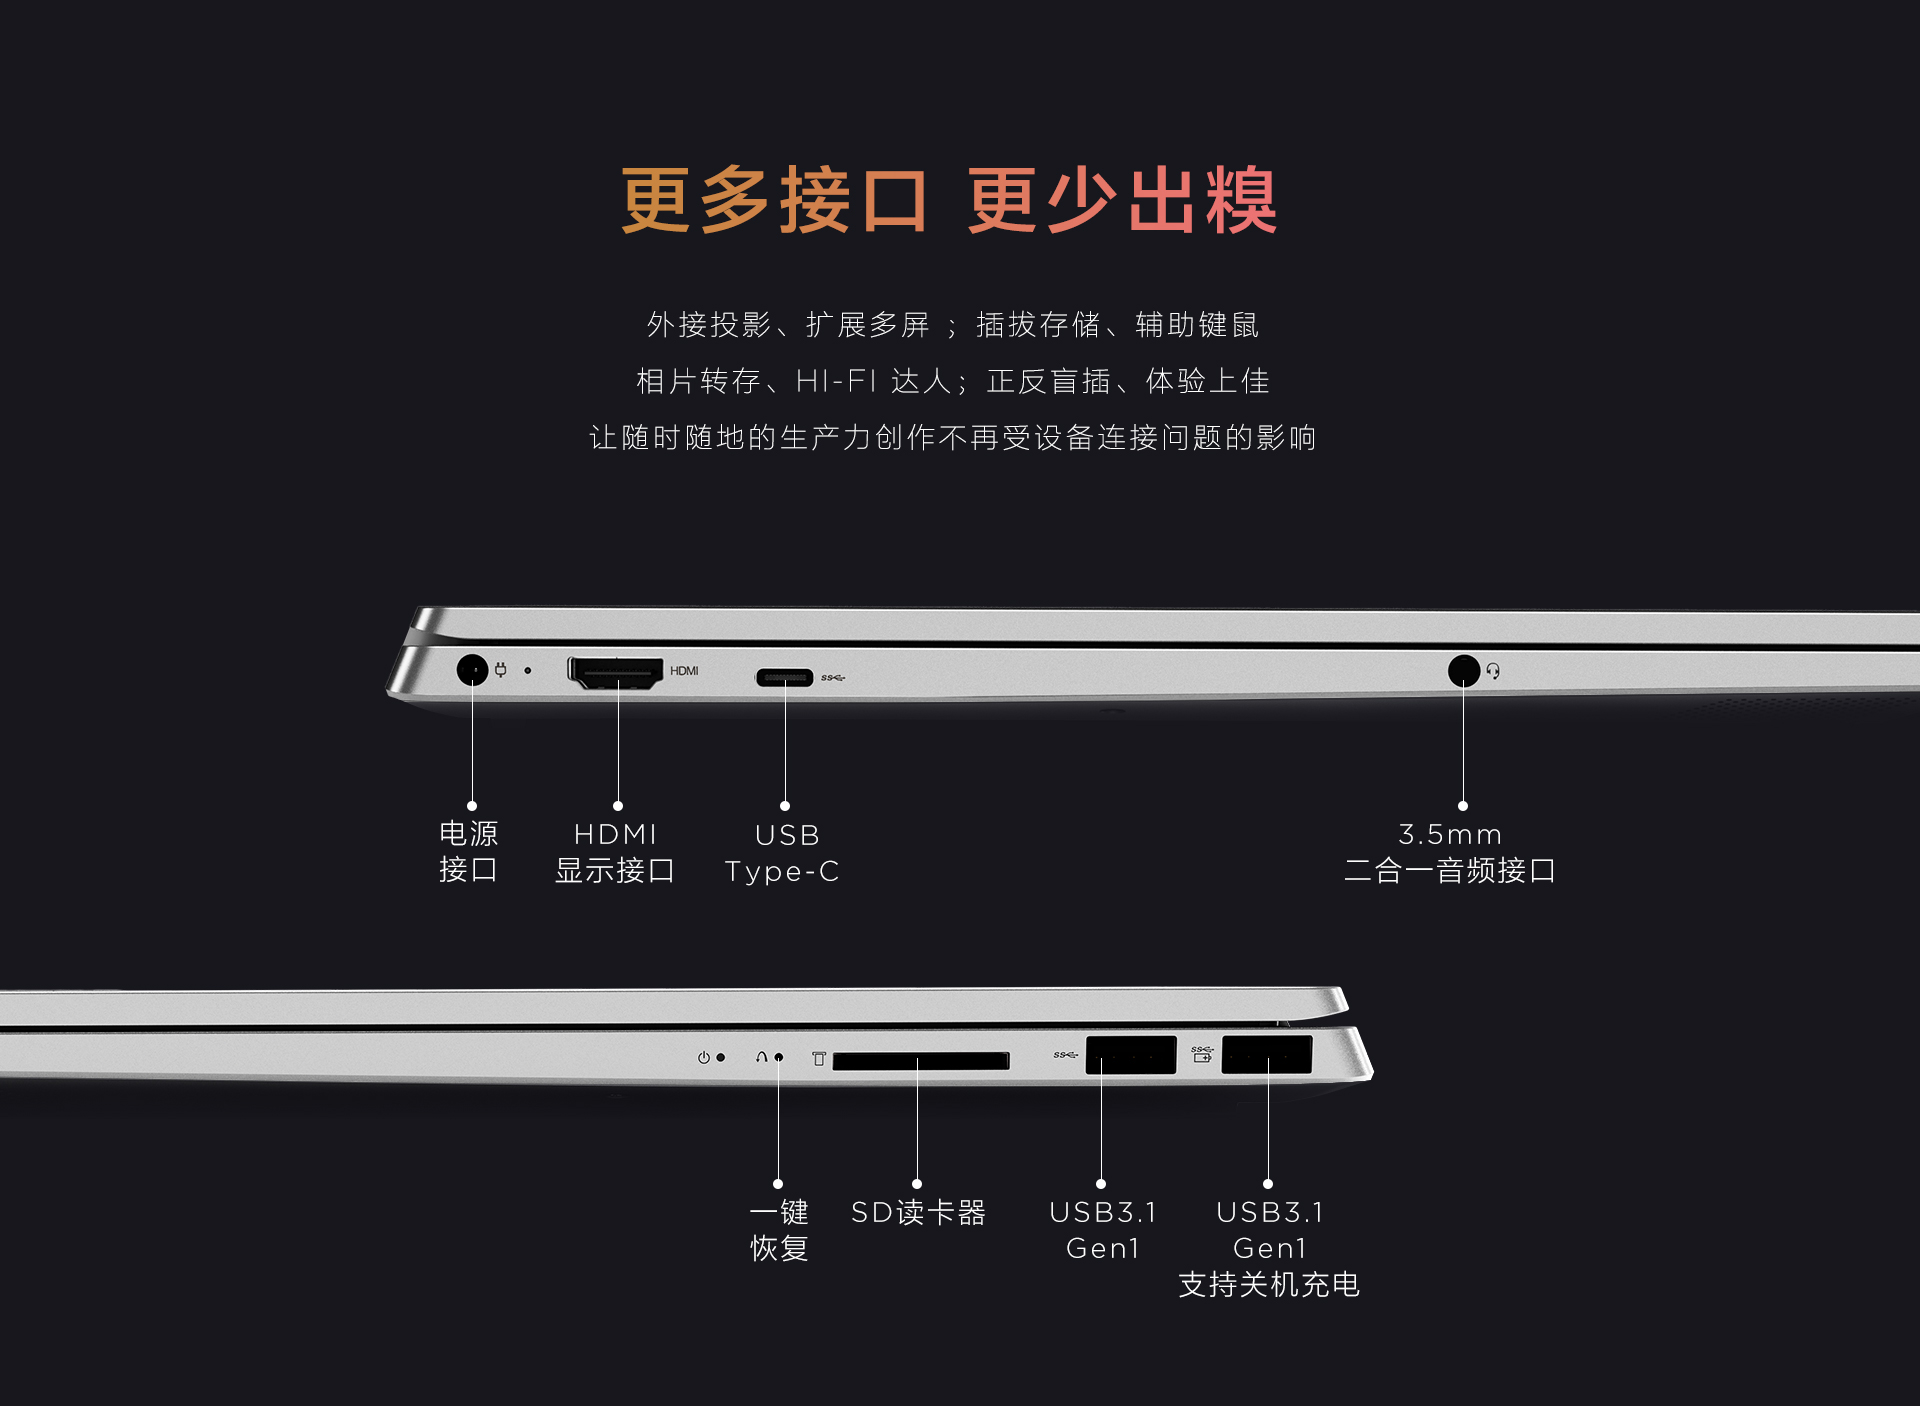 更多接口 更少出糗
外接投影、扩展多屏 ；插拔存储、辅助键鼠
相片转存、HI-FI 达人；正反盲插、体验上佳
让随时随地的生产力创作不再受设备连接问题的影响
HDMI
SS
电源
接口
HDMI
显示接口
USB
Type-C
3.5mm
二合一音频接口
SS
SS
一键
恢复
SD读卡器
USB3.1
Gen1
USB3.1
Gen1
支持关机充电